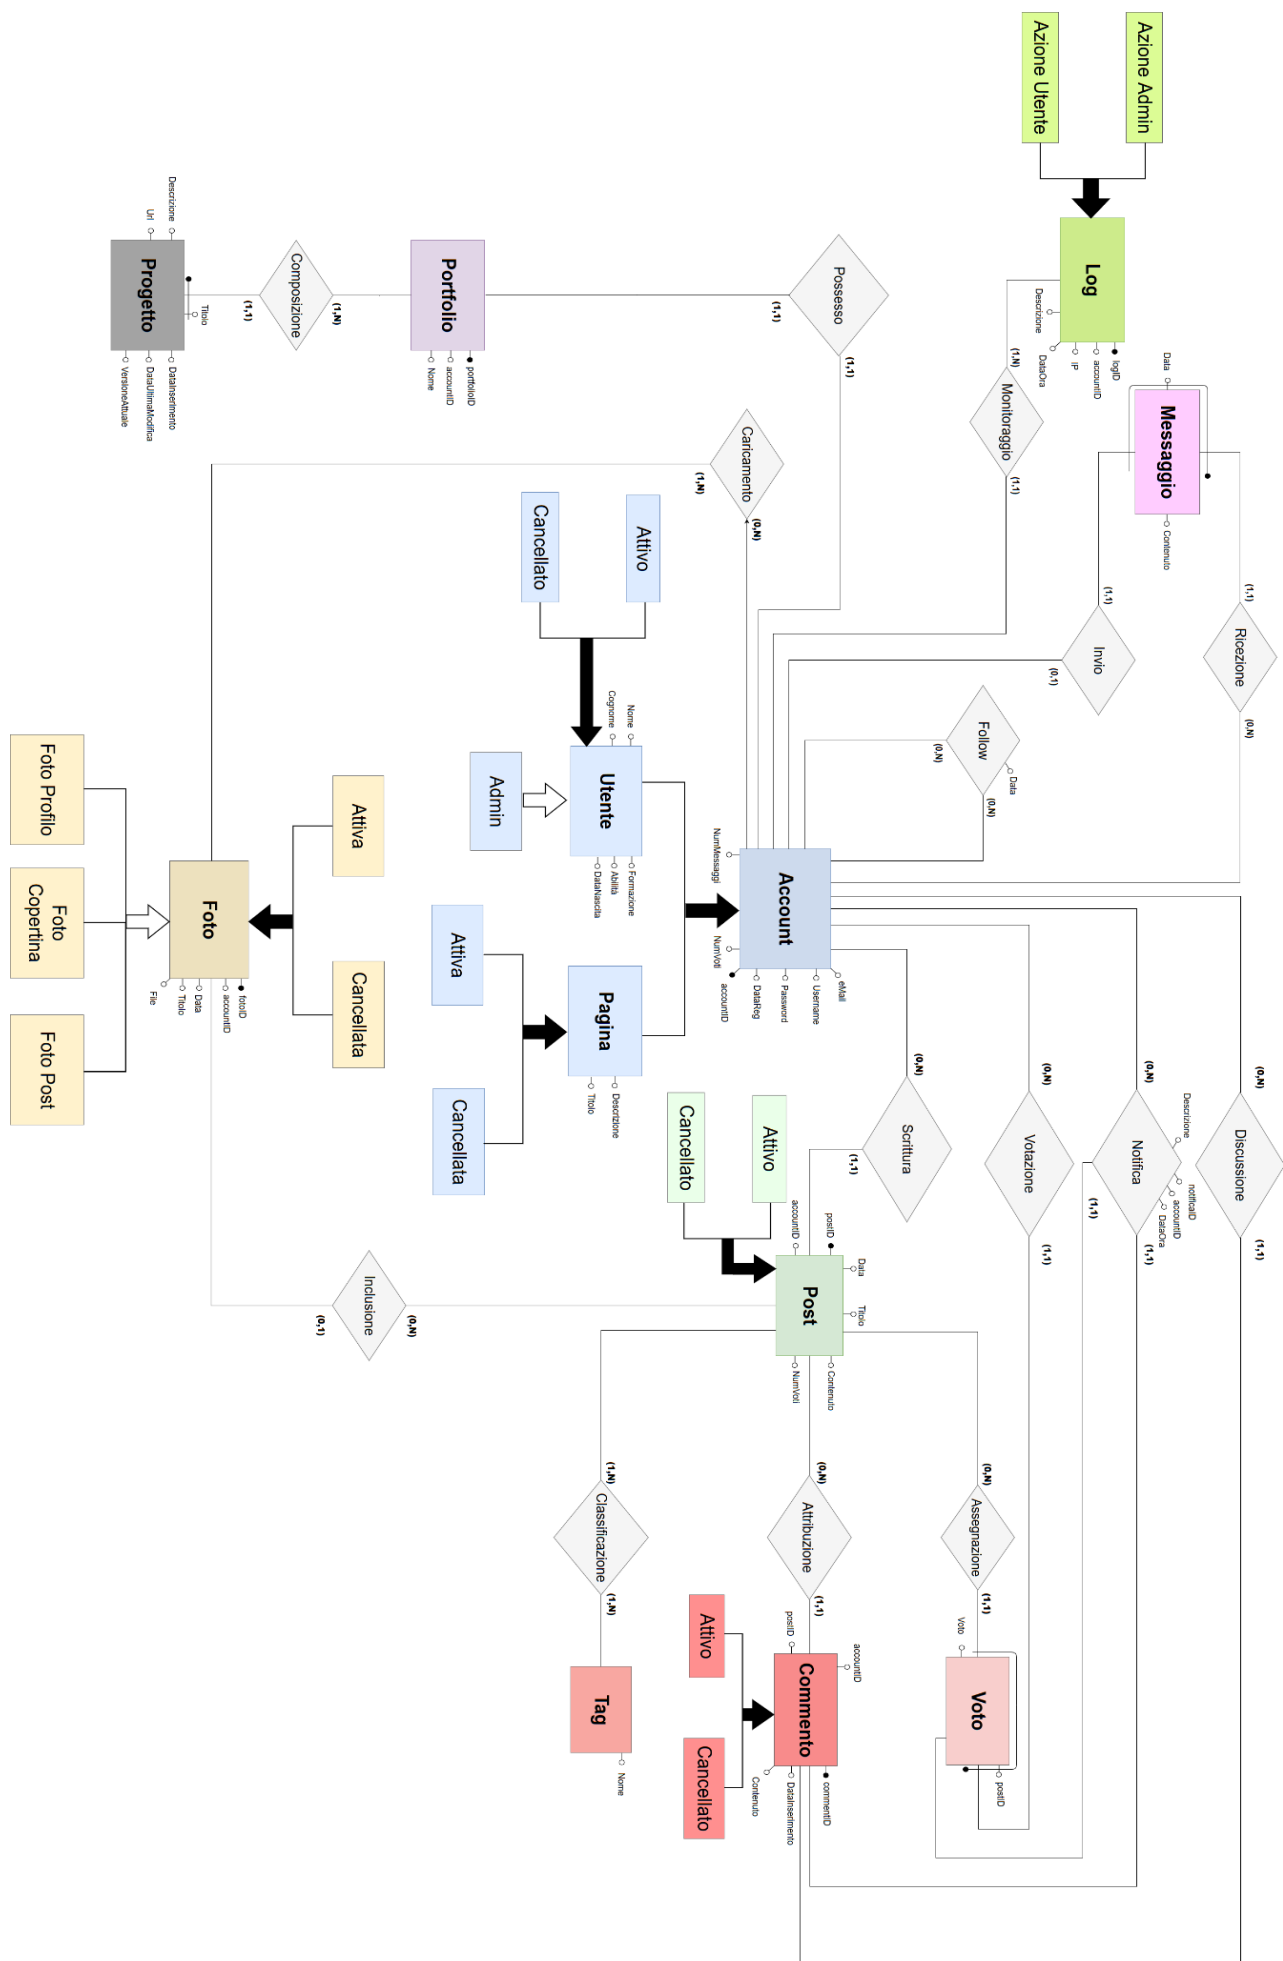 Azione Admin
Azione Utente
Log
logID
accountID
IP
DataOra
Descrizione
(1,N)
Monitoraggio
(1,1)
Data
Messaggio
Contenuto
(1,1)
Ricezione
(0,N)
(1,1)
Invio
(0,1)
Follow
Data
(0,N)
(0,N)
Possesso
(1,1)
(1,1)
Portfolio
portfolioID
accountID
Nome
(1,N)
Composizione
(1,1)
Descrizione
Url
Progetto
Titolo
DataInserimento
DataUltimaModifica
VersioneAttuale
Caricamento
(0,N)
(1,N)
Attivo
Cancellato
Nome
Cognome
Utente
Formazione
Abilità
DataNascita
Admin
NumMessaggi
Account
NumVoti
eMail
Username
Password
DataReg
accountID
Attiva
Pagina
Descrizione
Titolo
Cancellata
Attiva
Cancellata
Foto
fotoID
accountID
Data
Titolo
File
Foto Profilo
Foto
Copertina
Foto Post
(0,N)
Discussione
(1,1)
(0,N)
Descrizione
Notifica
notificaID
accountID
DataOra
(1,1)
(1,1)
(0,N)
Votazione
(1,1)
(0,N)
Scrittura
(1,1)
Attivo
Cancellato
postID
accountID
Data
Titolo
Post
Contenuto
NumVoti
(0,N)
Inclusione
(0,1)
(0,N)
Assegnazione
(1,1)
(0,N)
Attribuzione
(1,1)
(1,N)
Classificazione
(1,N)
Voto
Voto
postID
accountID
postID
Commento
commentID
DataInserimento
Contenuto
Attivo
Cancellato
Tag
Nome